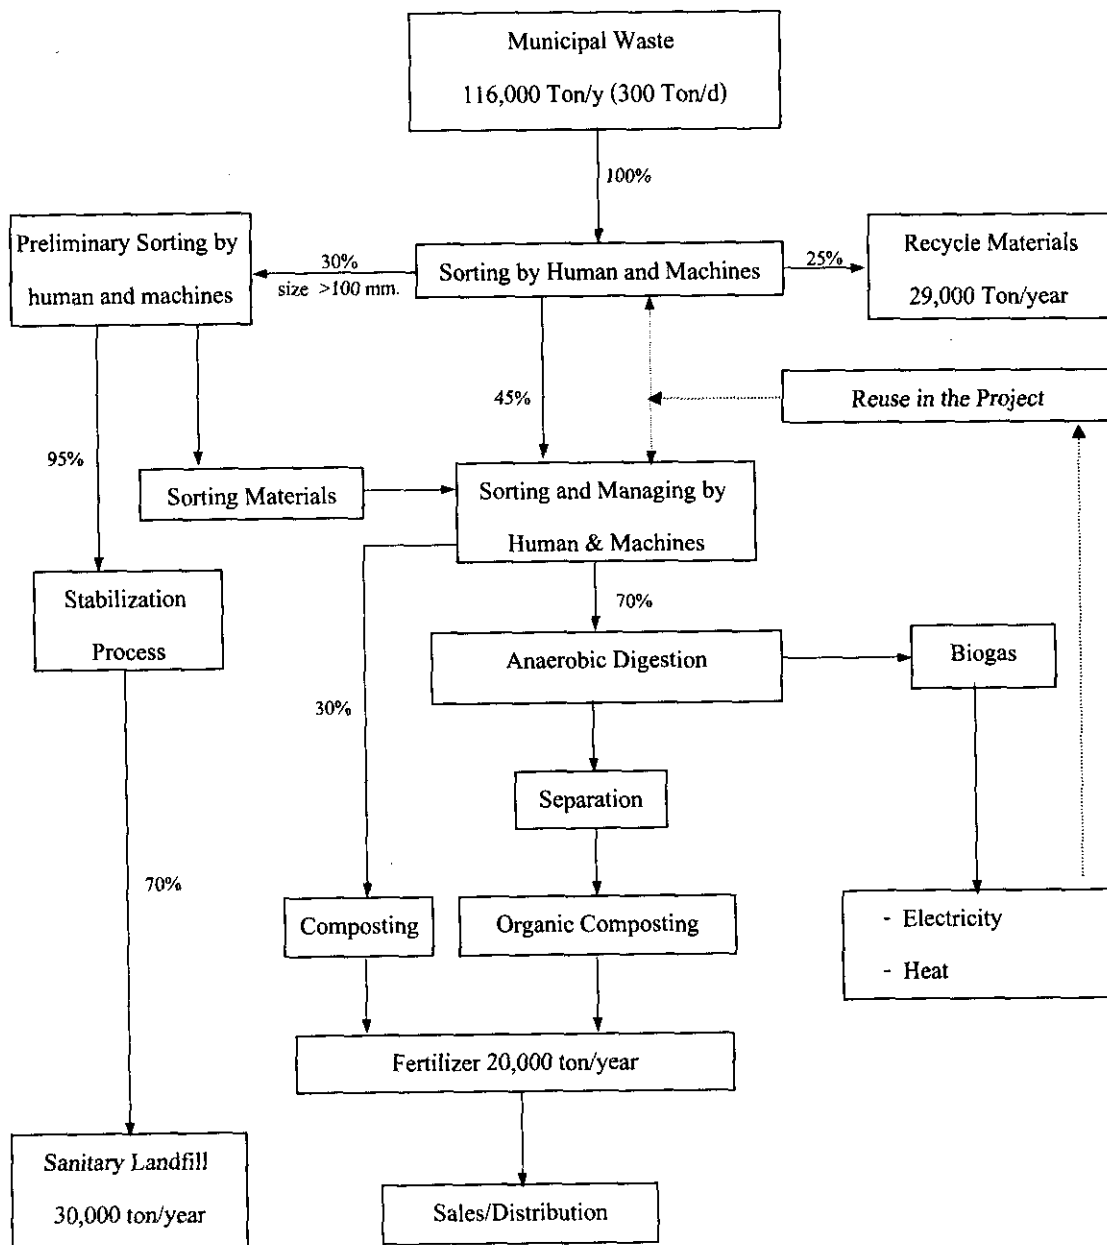 Municipal Waste
116,000 Ton/y (300 Ton/d)
100%
Preliminary Sorting by
human and machines
30%
size >100 mm.
Sorting by Human and Machines
25%
Recycle Materials
29,000 Ton/year
Reuse in the Project
45%
95%
Sorting Materials
Sorting and Managing by
Human & Machines
Stabilization
Process
70%
Anaerobic Digestion
Biogas
30%
Separation
70%
Composting
Organic Composting
- Electricity
- Heat
Fertilizer 20,000 ton/year
Sanitary Landfill
30,000 ton/year
Sales/Distribution